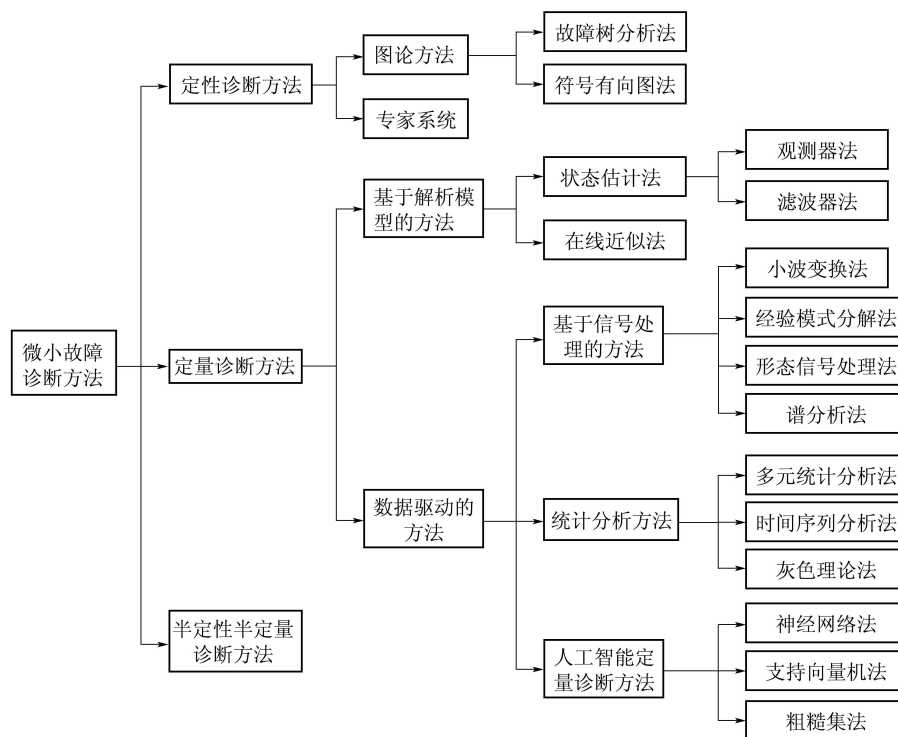 故障树分析法
图论方法
符号有向图法
定性诊断方法
专家系统
观测器法
状态估计法
基于解析模
型的方法
滤波器法
在线近似法
小波变换法
基于信号处
理的方法
经验模式分解法
微小故障
诊断方法
定量诊断方法
形态信号处理法
谱分析法
多元统计分析法
数据驱动的
方法
统计分析方法
时间序列分析法
灰色理论法
半定性半定量
诊断方法
神经网络法
人工智能定
量诊断方法
支持向量机法
粗糙集法